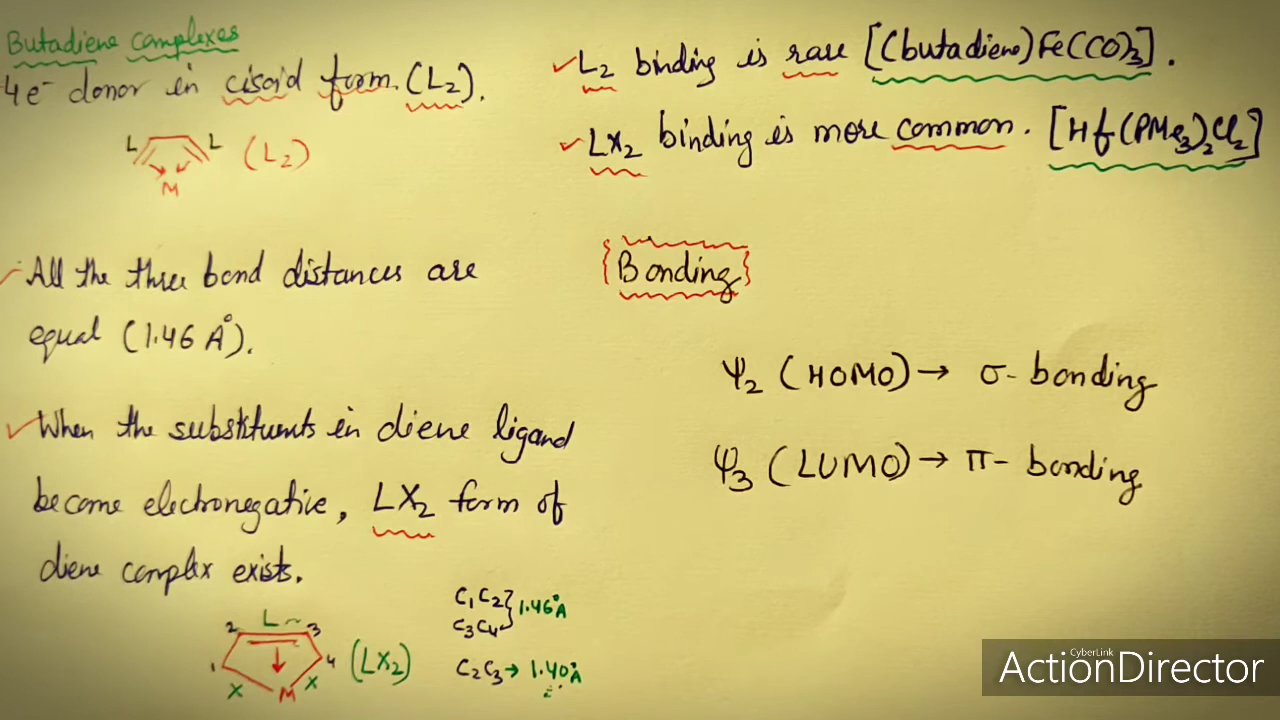 Butadiene complexes
4e⁻ donor in cisoid form. (L₂).
L L (L₂)
M
All the three bond distances are
equal (1.46 A°).
When the substituents in diene ligand
become electronegative, LX₂ form of
diene complex exists.
L
2 3
1 4 (LX₂)
X M X
C₁C₂
C₃C₄ } 1.46°A
C₂C₃ → 1.40°A
L₂ binding is rare [(butadiene)Fe(CO)₃].
LX₂ binding is more common. [Hf(PMe₃)₂Cl₂]
{Bonding}
Ψ₂ (HOMO) → σ- bonding
Ψ₃ (LUMO) → π- bonding
CyberLink
ActionDirector